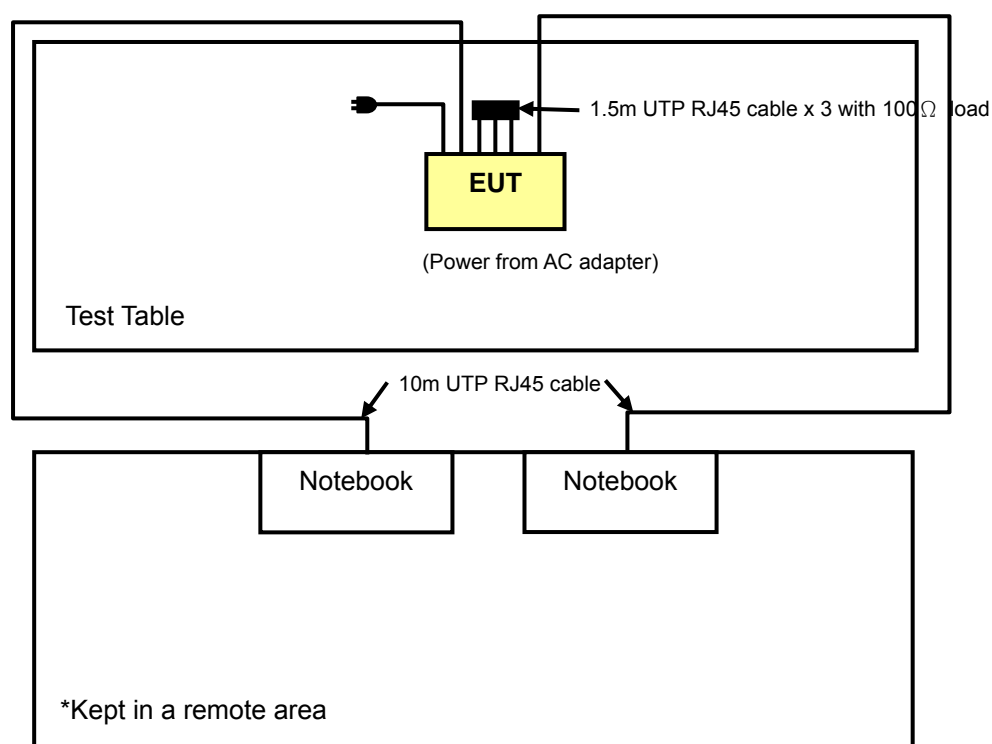 1.5m UTP RJ45 cable x 3 with 100Ω load
EUT
(Power from AC adapter)
Test Table
10m UTP RJ45 cable
Notebook
Notebook
*Kept in a remote area